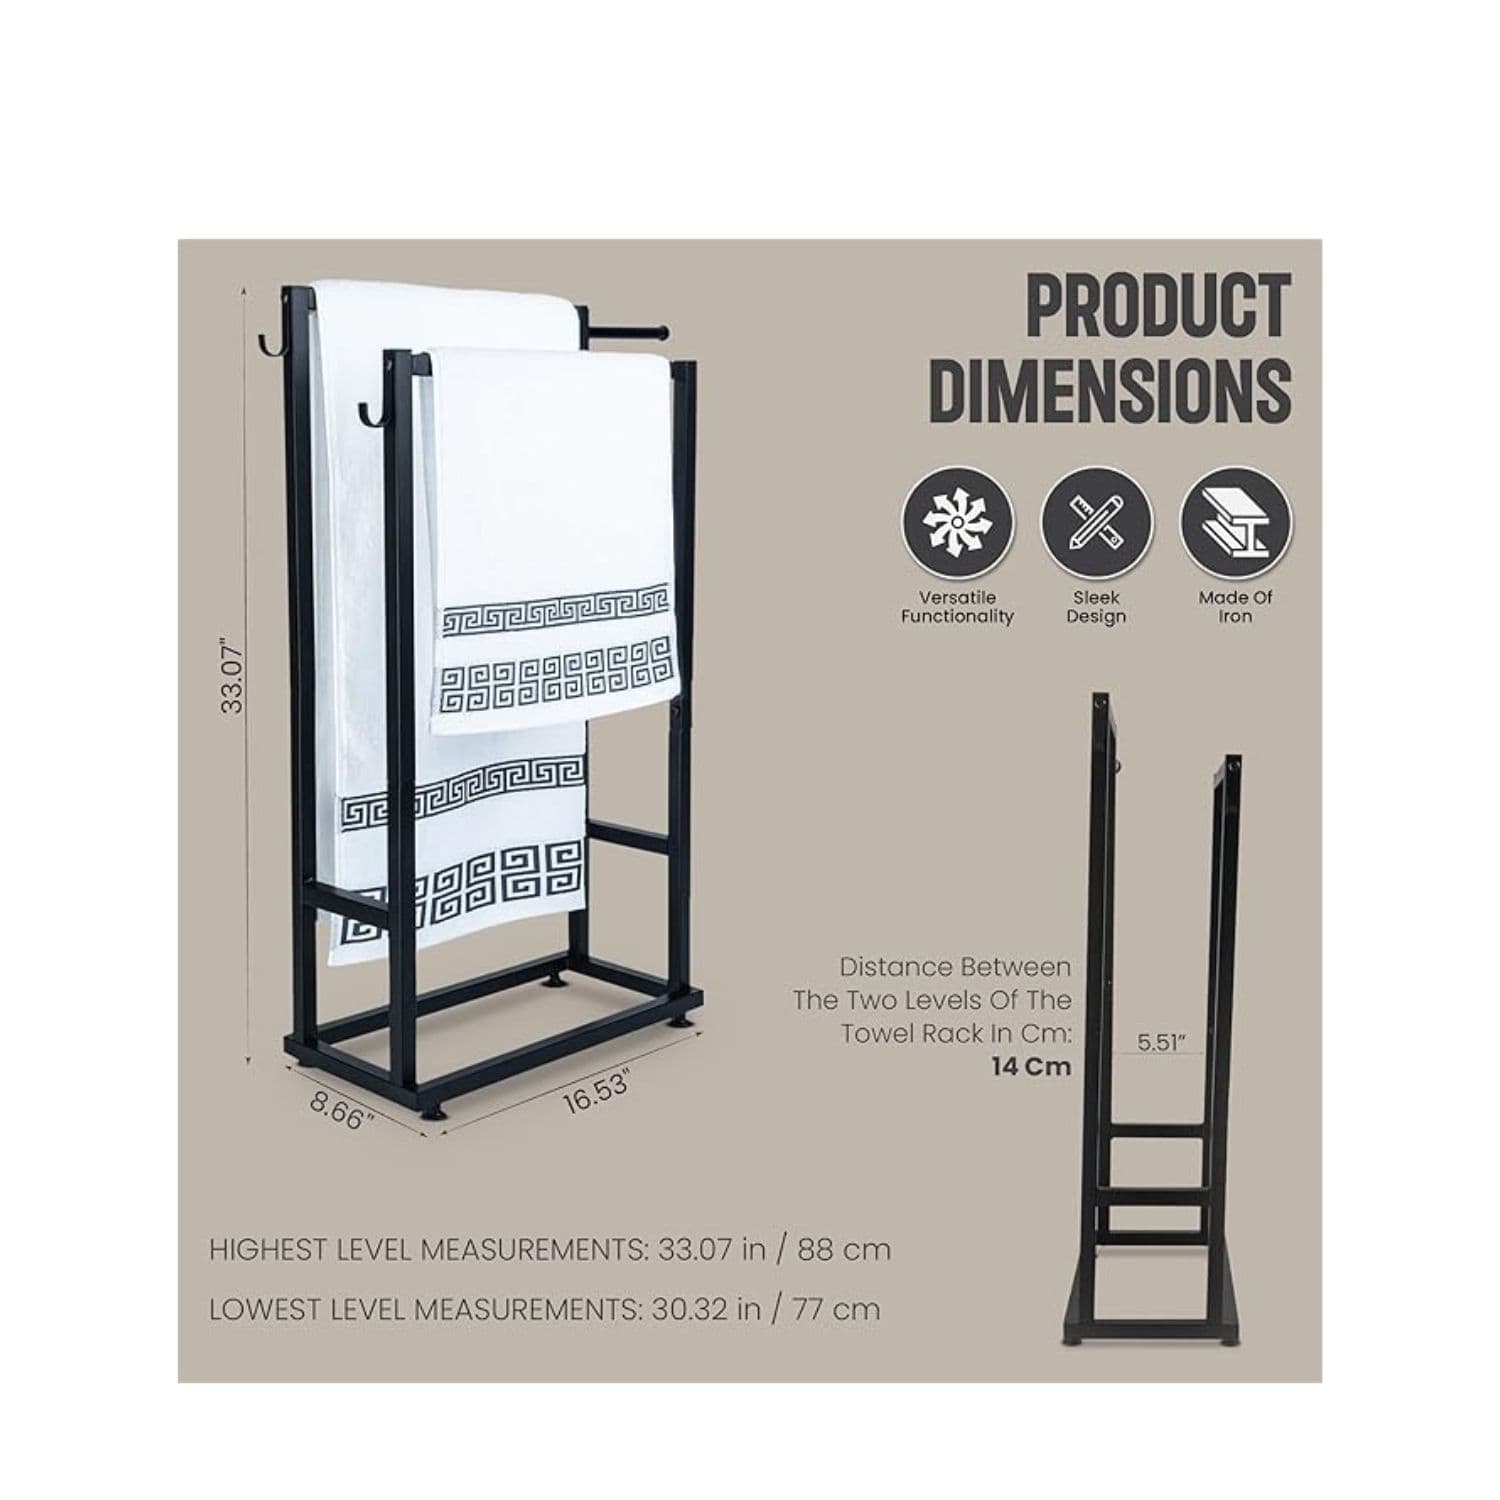 PRODUCT
DIMENSIONS
Versatile
Functionality
Sleek
Design
Made Of
Iron
33.07"
8.66"
16.53"
Distance Between
The Two Levels Of The
Towel Rack In Cm:
14 Cm
5.51"
HIGHEST LEVEL MEASUREMENTS: 33.07 in / 88 cm
LOWEST LEVEL MEASUREMENTS: 30.32 in / 77 cm